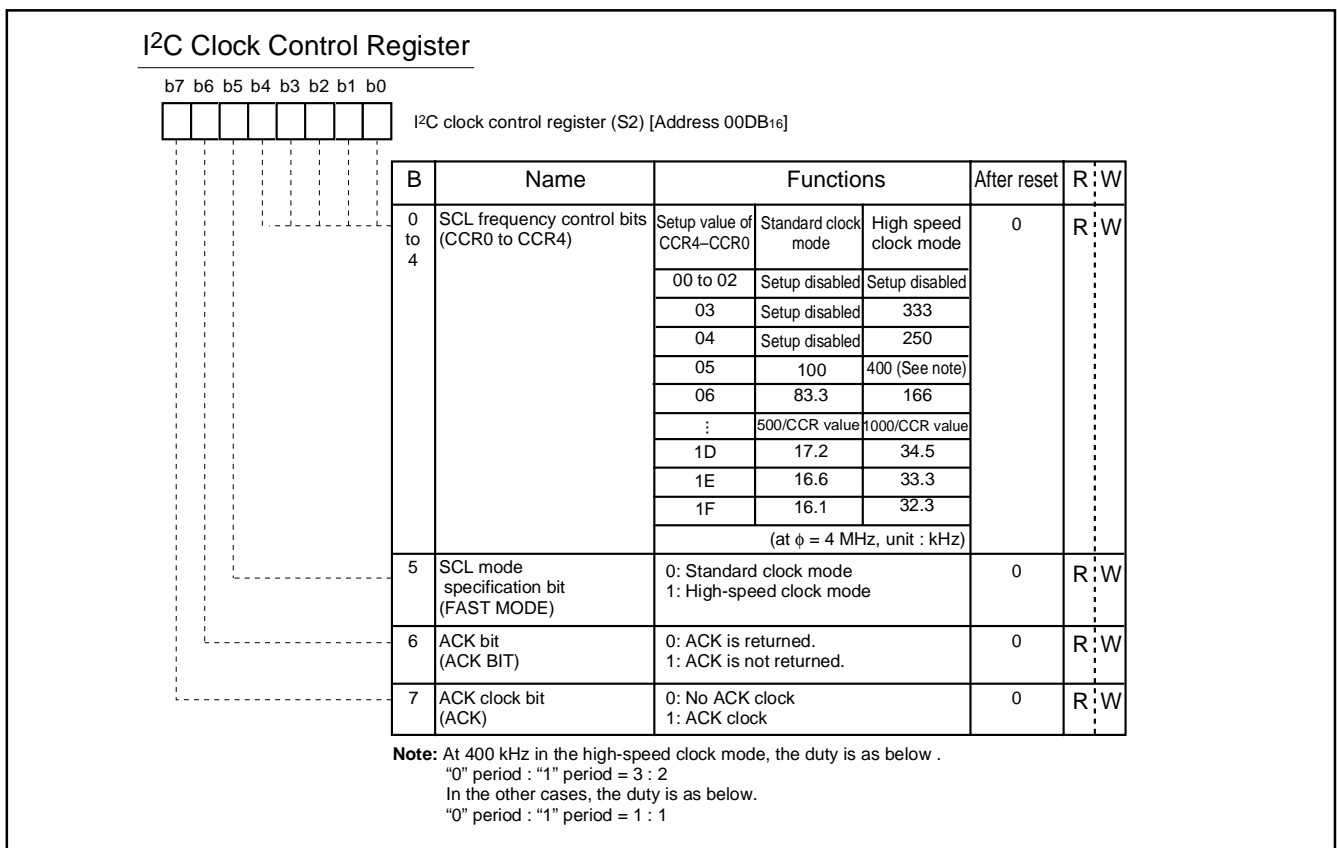 I2C Clock Control Register
b7 b6 b5 b4 b3 b2 b1 b0
I2C clock control register (S2) [Address 00DB16]
B Name Functions After reset R W
0 to 4 SCL frequency control bits (CCR0 to CCR4) 0 R W
Setup value of CCR4–CCR0 Standard clock mode High speed clock mode
00 to 02 Setup disabled Setup disabled
03 Setup disabled 333
04 Setup disabled 250
05 100 400 (See note)
06 83.3 166
⋮ 500/CCR value 1000/CCR value
1D 17.2 34.5
1E 16.6 33.3
1F 16.1 32.3
(at ϕ = 4 MHz, unit : kHz)
5 SCL mode 0: Standard clock mode 0 R W
specification bit 1: High-speed clock mode
(FAST MODE)
6 ACK bit 0: ACK is returned. 0 R W
(ACK BIT) 1: ACK is not returned.
7 ACK clock bit 0: No ACK clock 0 R W
(ACK) 1: ACK clock
Note: At 400 kHz in the high-speed clock mode, the duty is as below .
“0” period : “1” period = 3 : 2
In the other cases, the duty is as below.
“0” period : “1” period = 1 : 1